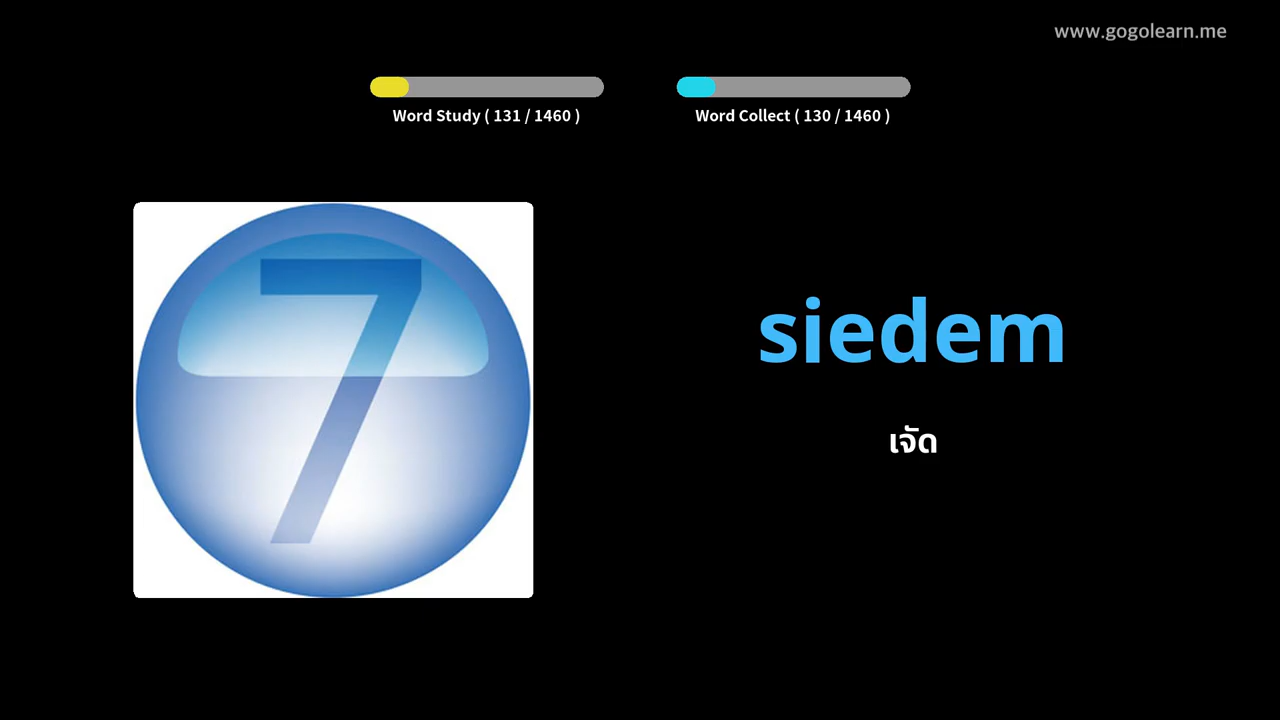 www.gogolearn.me
Word Study ( 131 / 1460 )
Word Collect ( 130 / 1460 )
7
siedem
เจ็ด